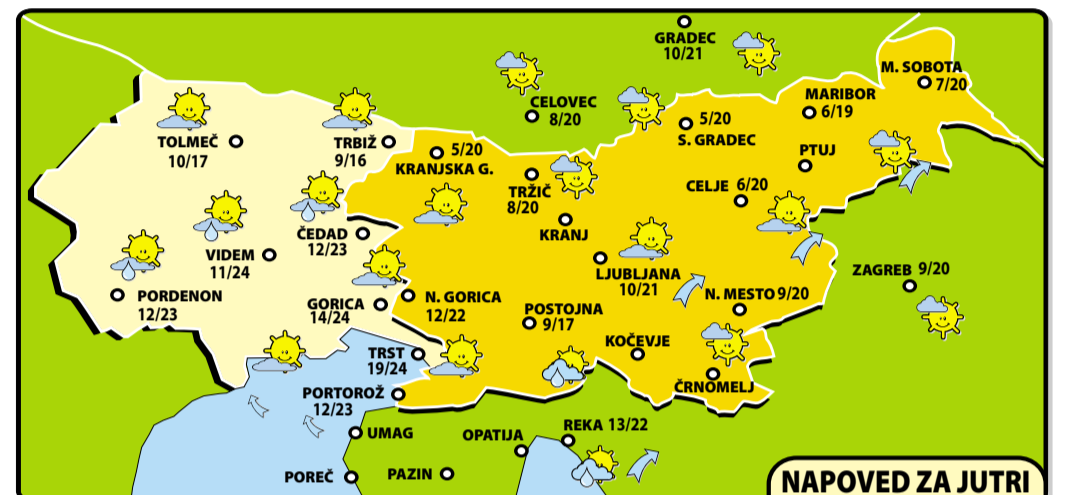 GRADEC
10/21
M. SOBOTA
7/20
CELOVEC
8/20
MARIBOR
6/19
5/20
S. GRADEC
TOLMEČ
10/17
TRBIŽ
9/16
5/20
KRANJSKA G.
PTUJ
TRŽIČ
8/20
CELJE 6/20
KRANJ
ČEDAD
12/23
VIDEM
11/24
LJUBLJANA
10/21
ZAGREB 9/20
PORDENON
12/23
GORICA
14/24
N. GORICA
12/22
N. MESTO 9/20
POSTOJNA
9/17
KOČEVJE
TRST
19/24
ČRNOMELJ
PORTOROŽ
12/23
UMAG
OPATIJA
REKA 13/22
POREČ
PAZIN
NAPOVED ZA JUTRI